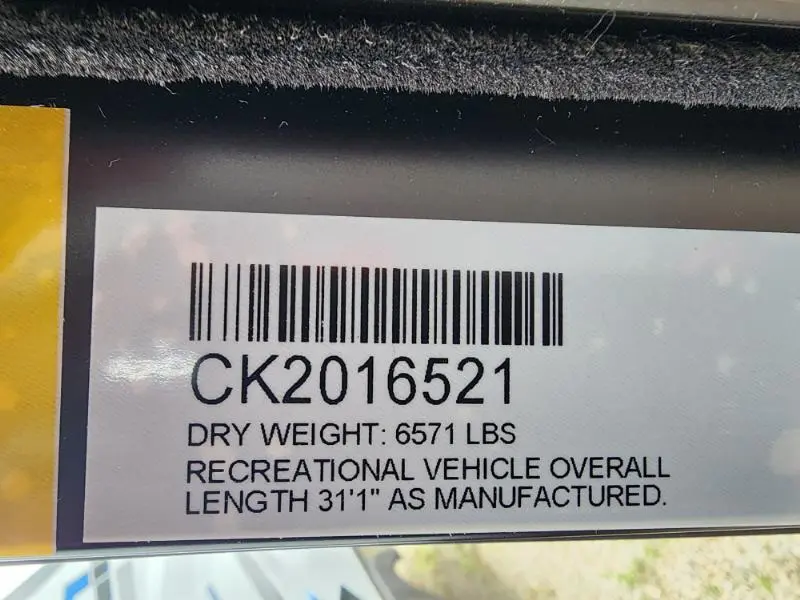 CK2016521
DRY WEIGHT: 6571 LBS
RECREATIONAL VEHICLE OVERALL
LENGTH 31'1" AS MANUFACTURED.